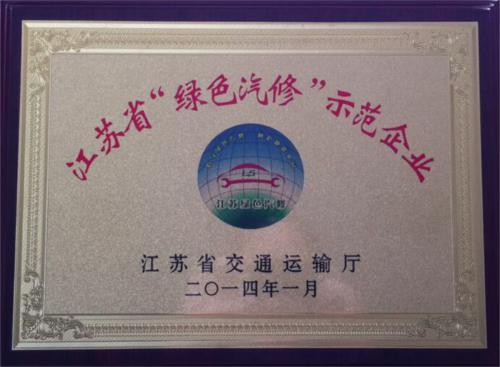 江苏省“绿色汽修”示范企业
LS
江苏绿色汽修
江苏省交通运输厅
二〇一四年一月